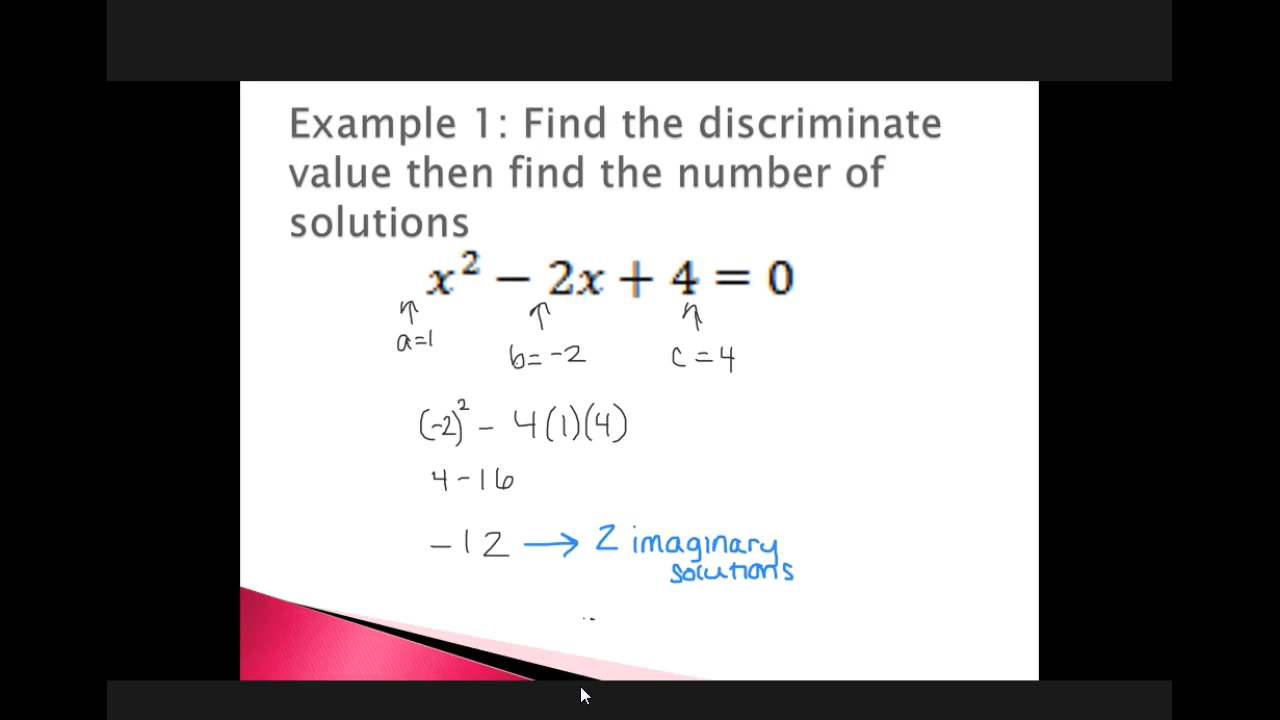 Example 1: Find the discriminate
value then find the number of
solutions
x² − 2x + 4 = 0
a=1 b=-2 c=4
(-2)² - 4(1)(4)
4-16
-12 → 2 imaginary
solutions